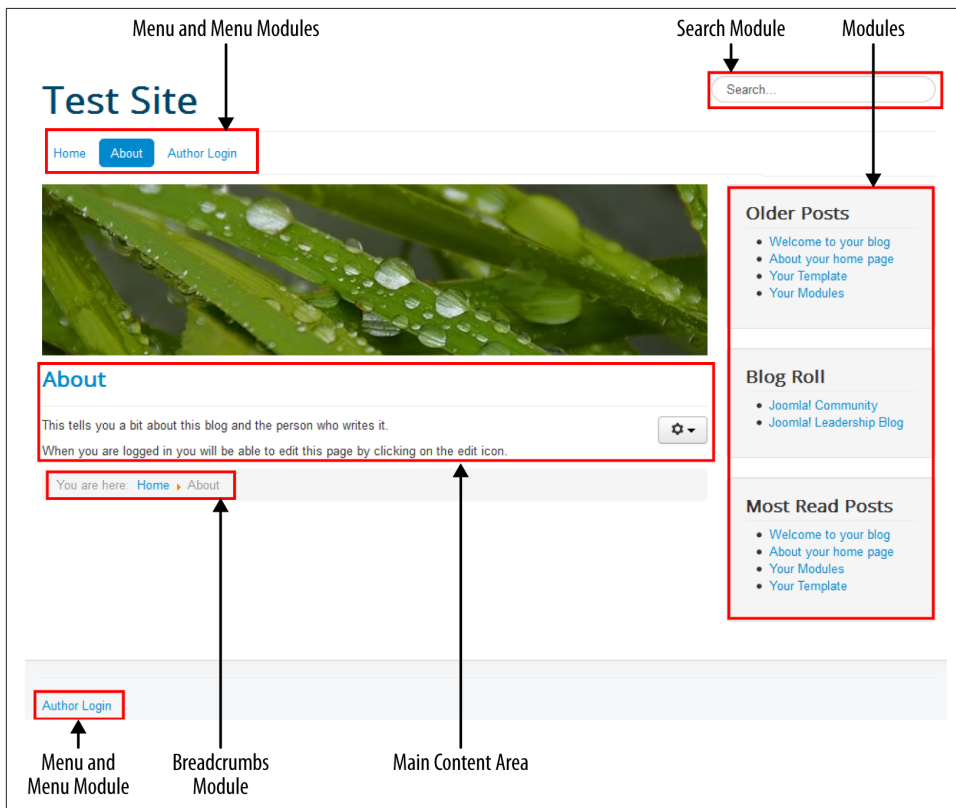 Menu and Menu Modules
Search Module
Modules
Test Site
Search...
Home About Author Login
Older Posts
Welcome to your blog
About your home page
Your Template
Your Modules
Blog Roll
Joomla! Community
Joomla! Leadership Blog
Most Read Posts
Welcome to your blog
About your home page
Your Modules
Your Template
About
This tells you a bit about this blog and the person who writes it.
When you are logged in you will be able to edit this page by clicking on the edit icon.
You are here: Home About
Author Login
Menu and
Menu Module
Breadcrumbs
Module
Main Content Area